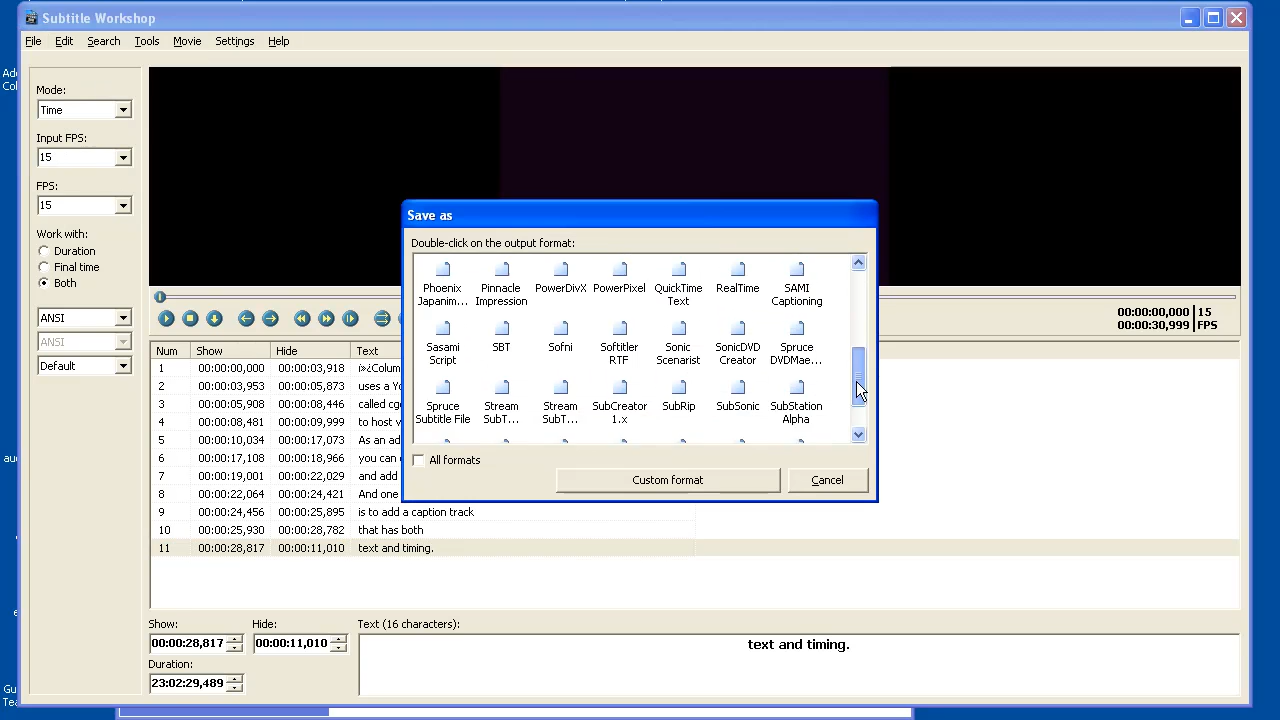 Subtitle Workshop
File Edit Search Tools Movie Settings Help
Mode:
Time
Input FPS:
15
FPS:
15
Work with:
Duration
Final time
Both
ANSI
ANSI
Default
Save as
Double-click on the output format:
Phoenix Japanim... Pinnacle Impression PowerDivX PowerPixel QuickTime Text RealTime SAMI Captioning
Sasami Script SBT Sofni Softitler RTF Sonic Scenarist SonicDVD Creator Spruce DVDMae...
Spruce Subtitle File Stream SubT... Stream SubT... SubCreator 1.x SubRip SubSonic SubStation Alpha
All formats
Custom format Cancel
00:00:00,000 15
00:00:30,999 FPS
Num Show Hide Text
1 00:00:00,000 00:00:03,918 ï»¿Colum
2 00:00:03,953 00:00:05,873 uses a Yo
3 00:00:05,908 00:00:08,446 called cge
4 00:00:08,481 00:00:09,999 to host v
5 00:00:10,034 00:00:17,073 As an ad
6 00:00:17,108 00:00:18,966 you can
7 00:00:19,001 00:00:22,029 and add
8 00:00:22,064 00:00:24,421 And one
9 00:00:24,456 00:00:25,895 is to add a caption track
10 00:00:25,930 00:00:28,782 that has both
11 00:00:28,817 00:00:11,010 text and timing.
Show: Hide: Text (16 characters):
00:00:28,817 00:00:11,010 text and timing.
Duration:
23:02:29,489